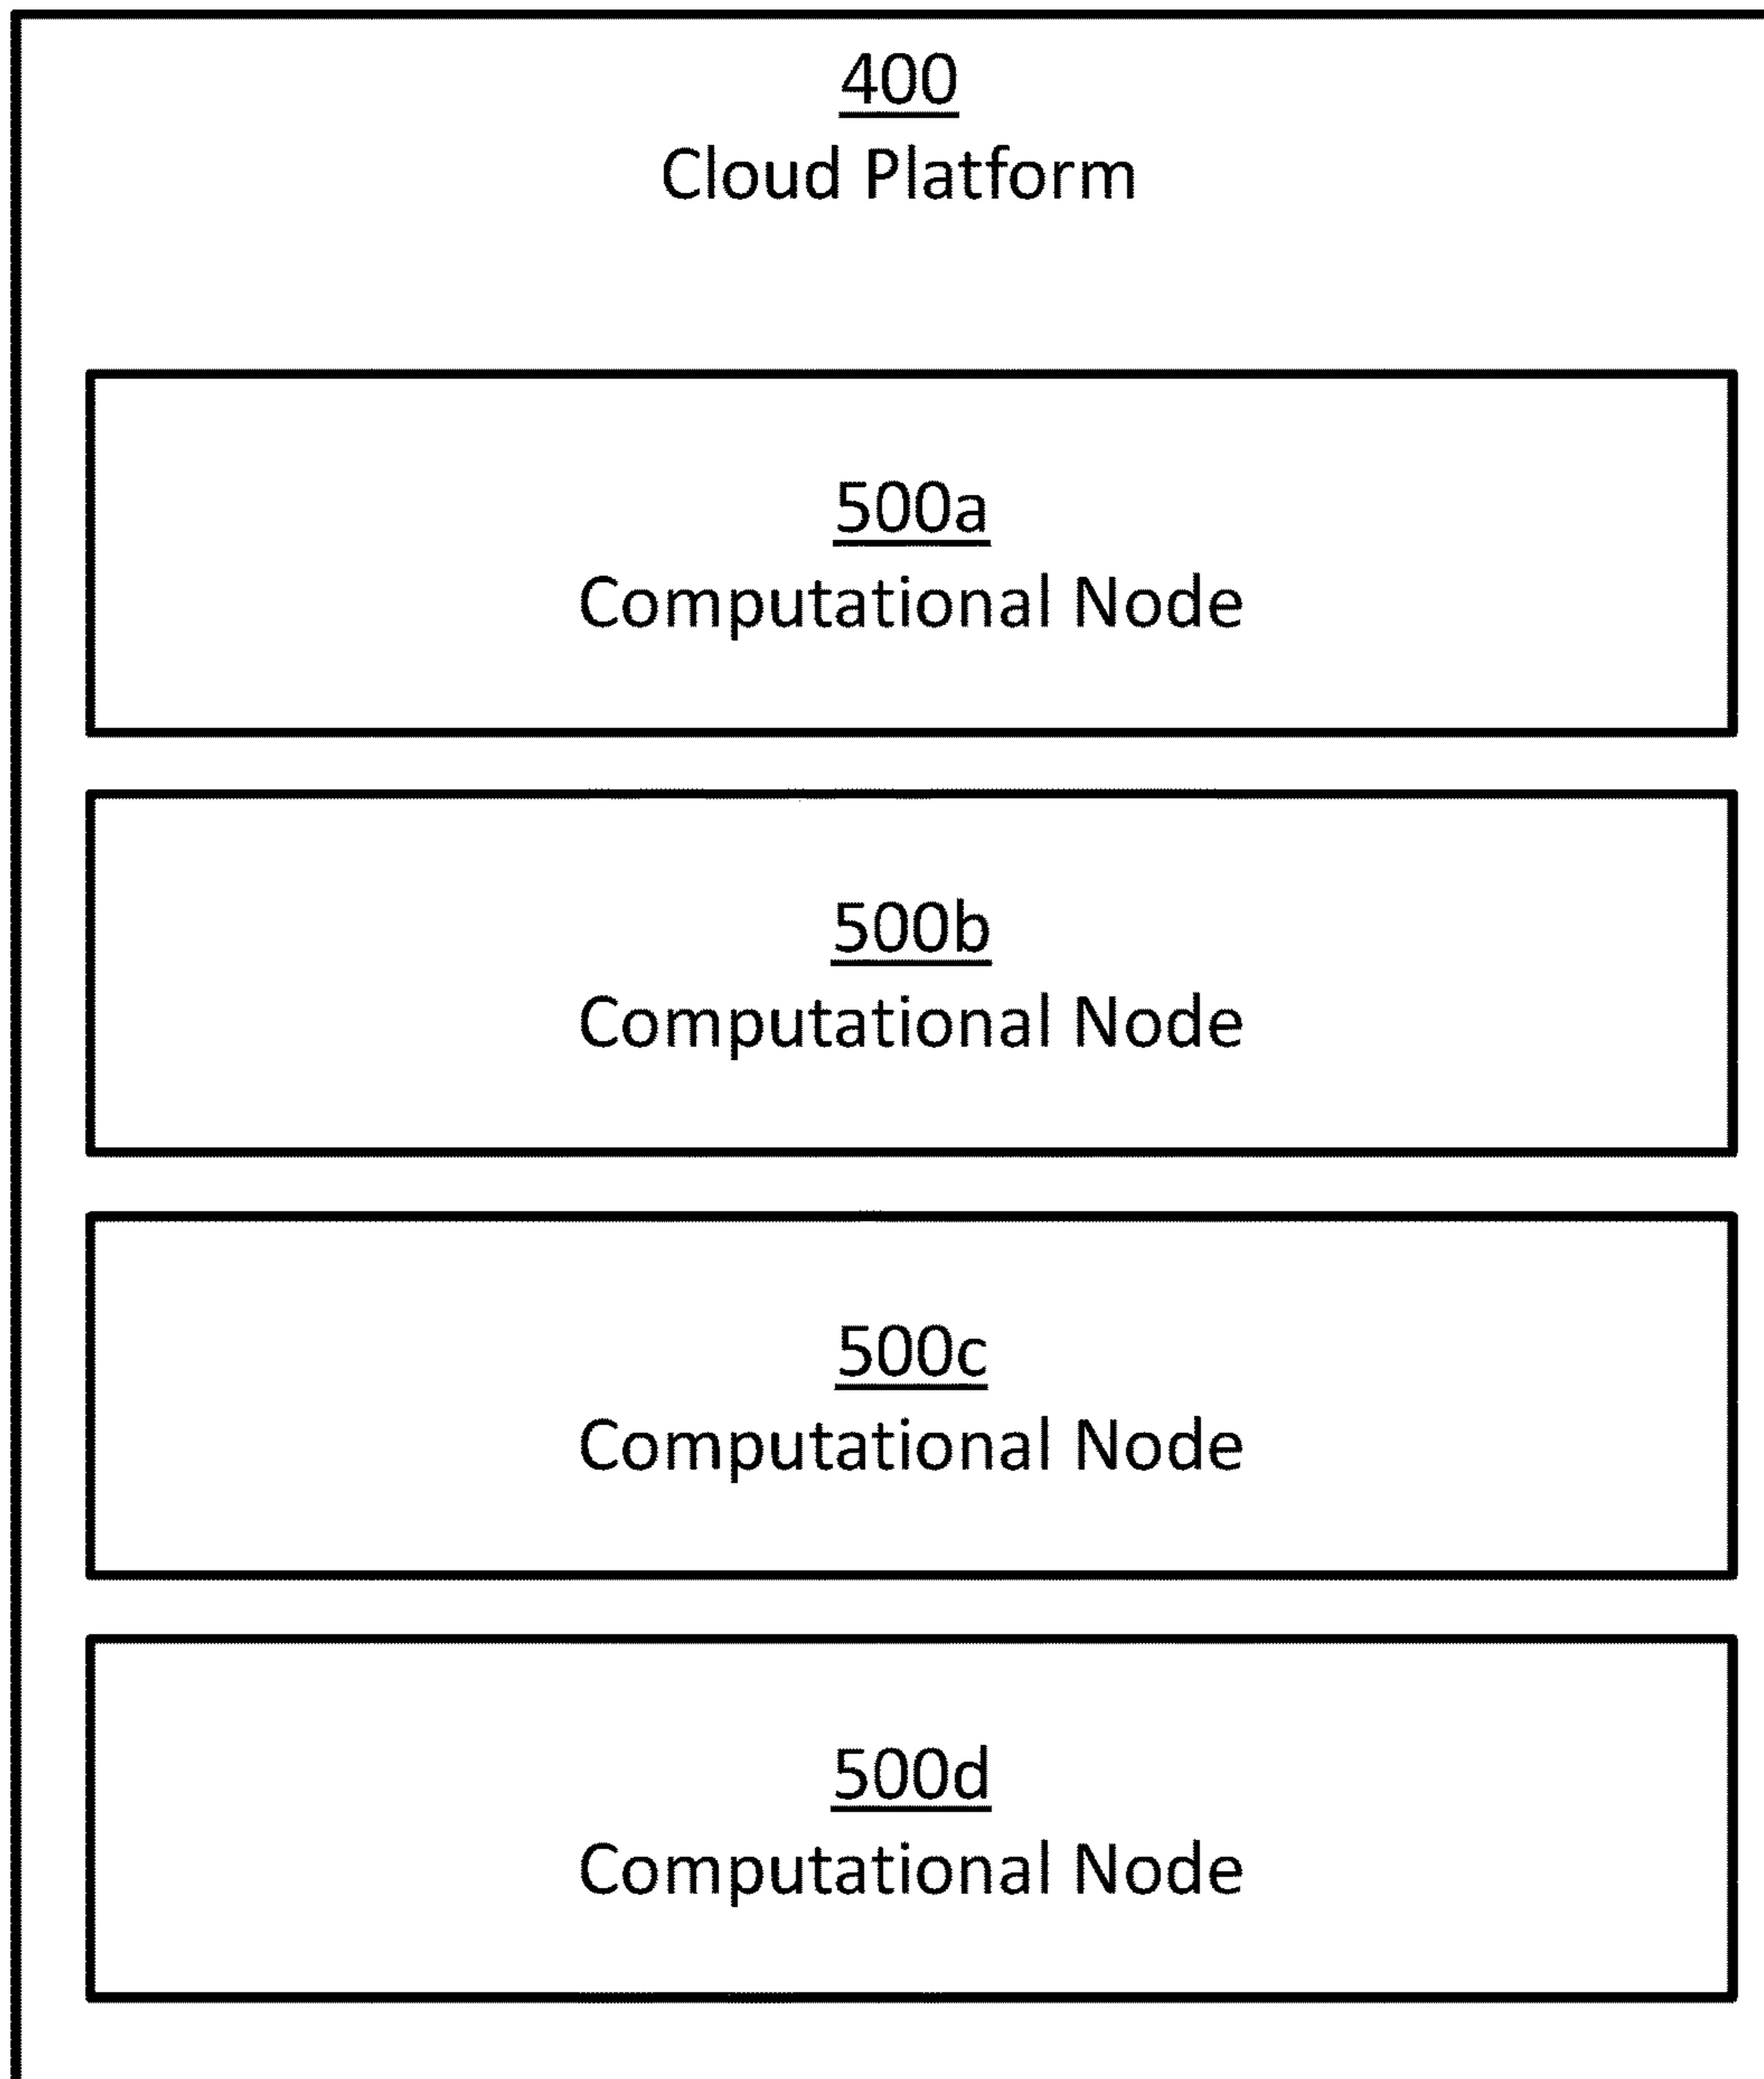 400
Cloud Platform
500a
Computational Node
500b
Computational Node
500c
Computational Node
500d
Computational Node